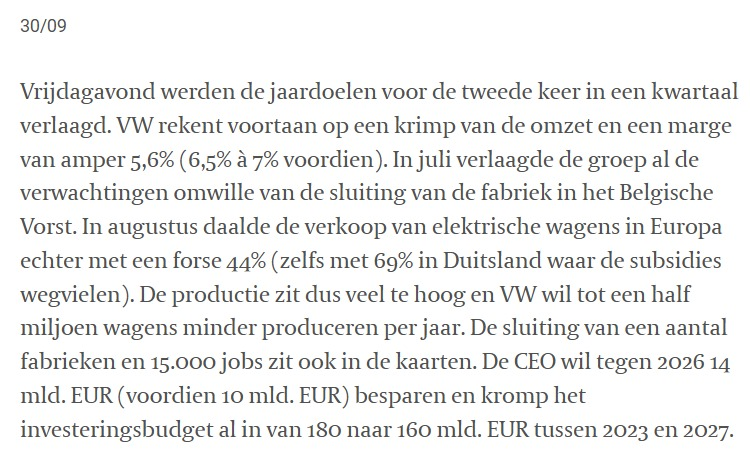 30/09
Vrijdagavond werden de jaardoelen voor de tweede keer in een kwartaal
verlaagd. VW rekent voortaan op een krimp van de omzet en een marge
van amper 5,6% (6,5% à 7% voordien). In juli verlaagde de groep al de
verwachtingen omwille van de sluiting van de fabriek in het Belgische
Vorst. In augustus daalde de verkoop van elektrische wagens in Europa
echter met een forse 44% (zelfs met 69% in Duitsland waar de subsidies
wegvielen). De productie zit dus veel te hoog en VW wil tot een half
miljoen wagens minder produceren per jaar. De sluiting van een aantal
fabrieken en 15.000 jobs zit ook in de kaarten. De CEO wil tegen 2026 14
mld. EUR (voordien 10 mld. EUR) besparen en kromp het
investeringsbudget al in van 180 naar 160 mld. EUR tussen 2023 en 2027.